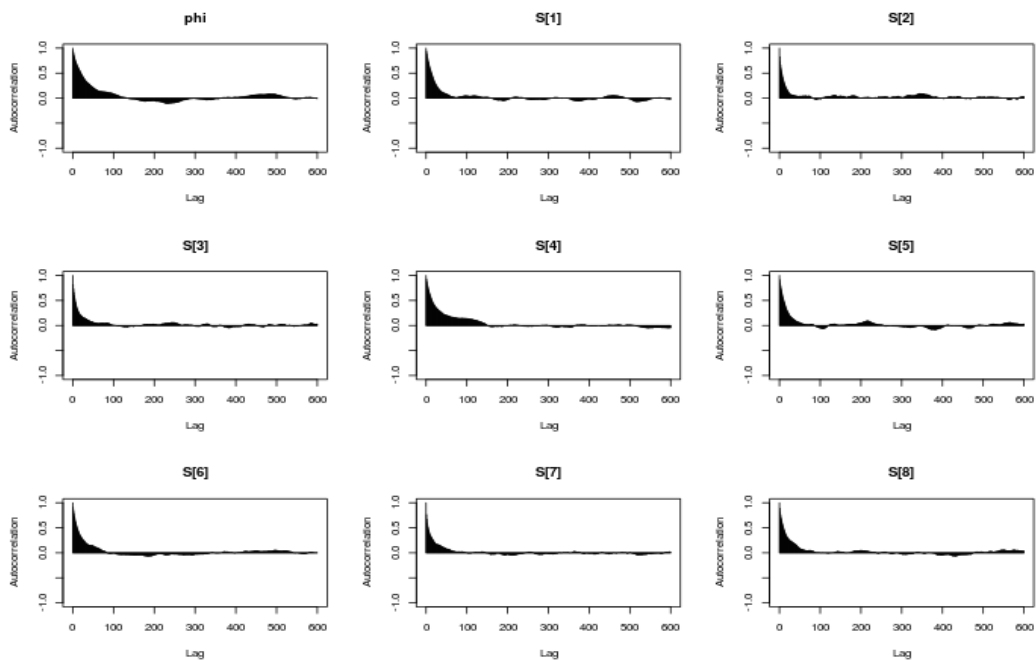 phi S[1] S[2]
Autocorrelation Autocorrelation Autocorrelation
1.0 1.0 1.0
0.5 0.5 0.5
0.0 0.0 0.0
-1.0 -1.0 -1.0
0 100 200 300 400 500 600 0 100 200 300 400 500 600 0 100 200 300 400 500 600
Lag Lag Lag
S[3] S[4] S[5]
Autocorrelation Autocorrelation Autocorrelation
1.0 1.0 1.0
0.5 0.5 0.5
0.0 0.0 0.0
-1.0 -1.0 -1.0
0 100 200 300 400 500 600 0 100 200 300 400 500 600 0 100 200 300 400 500 600
Lag Lag Lag
S[6] S[7] S[8]
Autocorrelation Autocorrelation Autocorrelation
1.0 1.0 1.0
0.5 0.5 0.5
0.0 0.0 0.0
-1.0 -1.0 -1.0
0 100 200 300 400 500 600 0 100 200 300 400 500 600 0 100 200 300 400 500 600
Lag Lag Lag